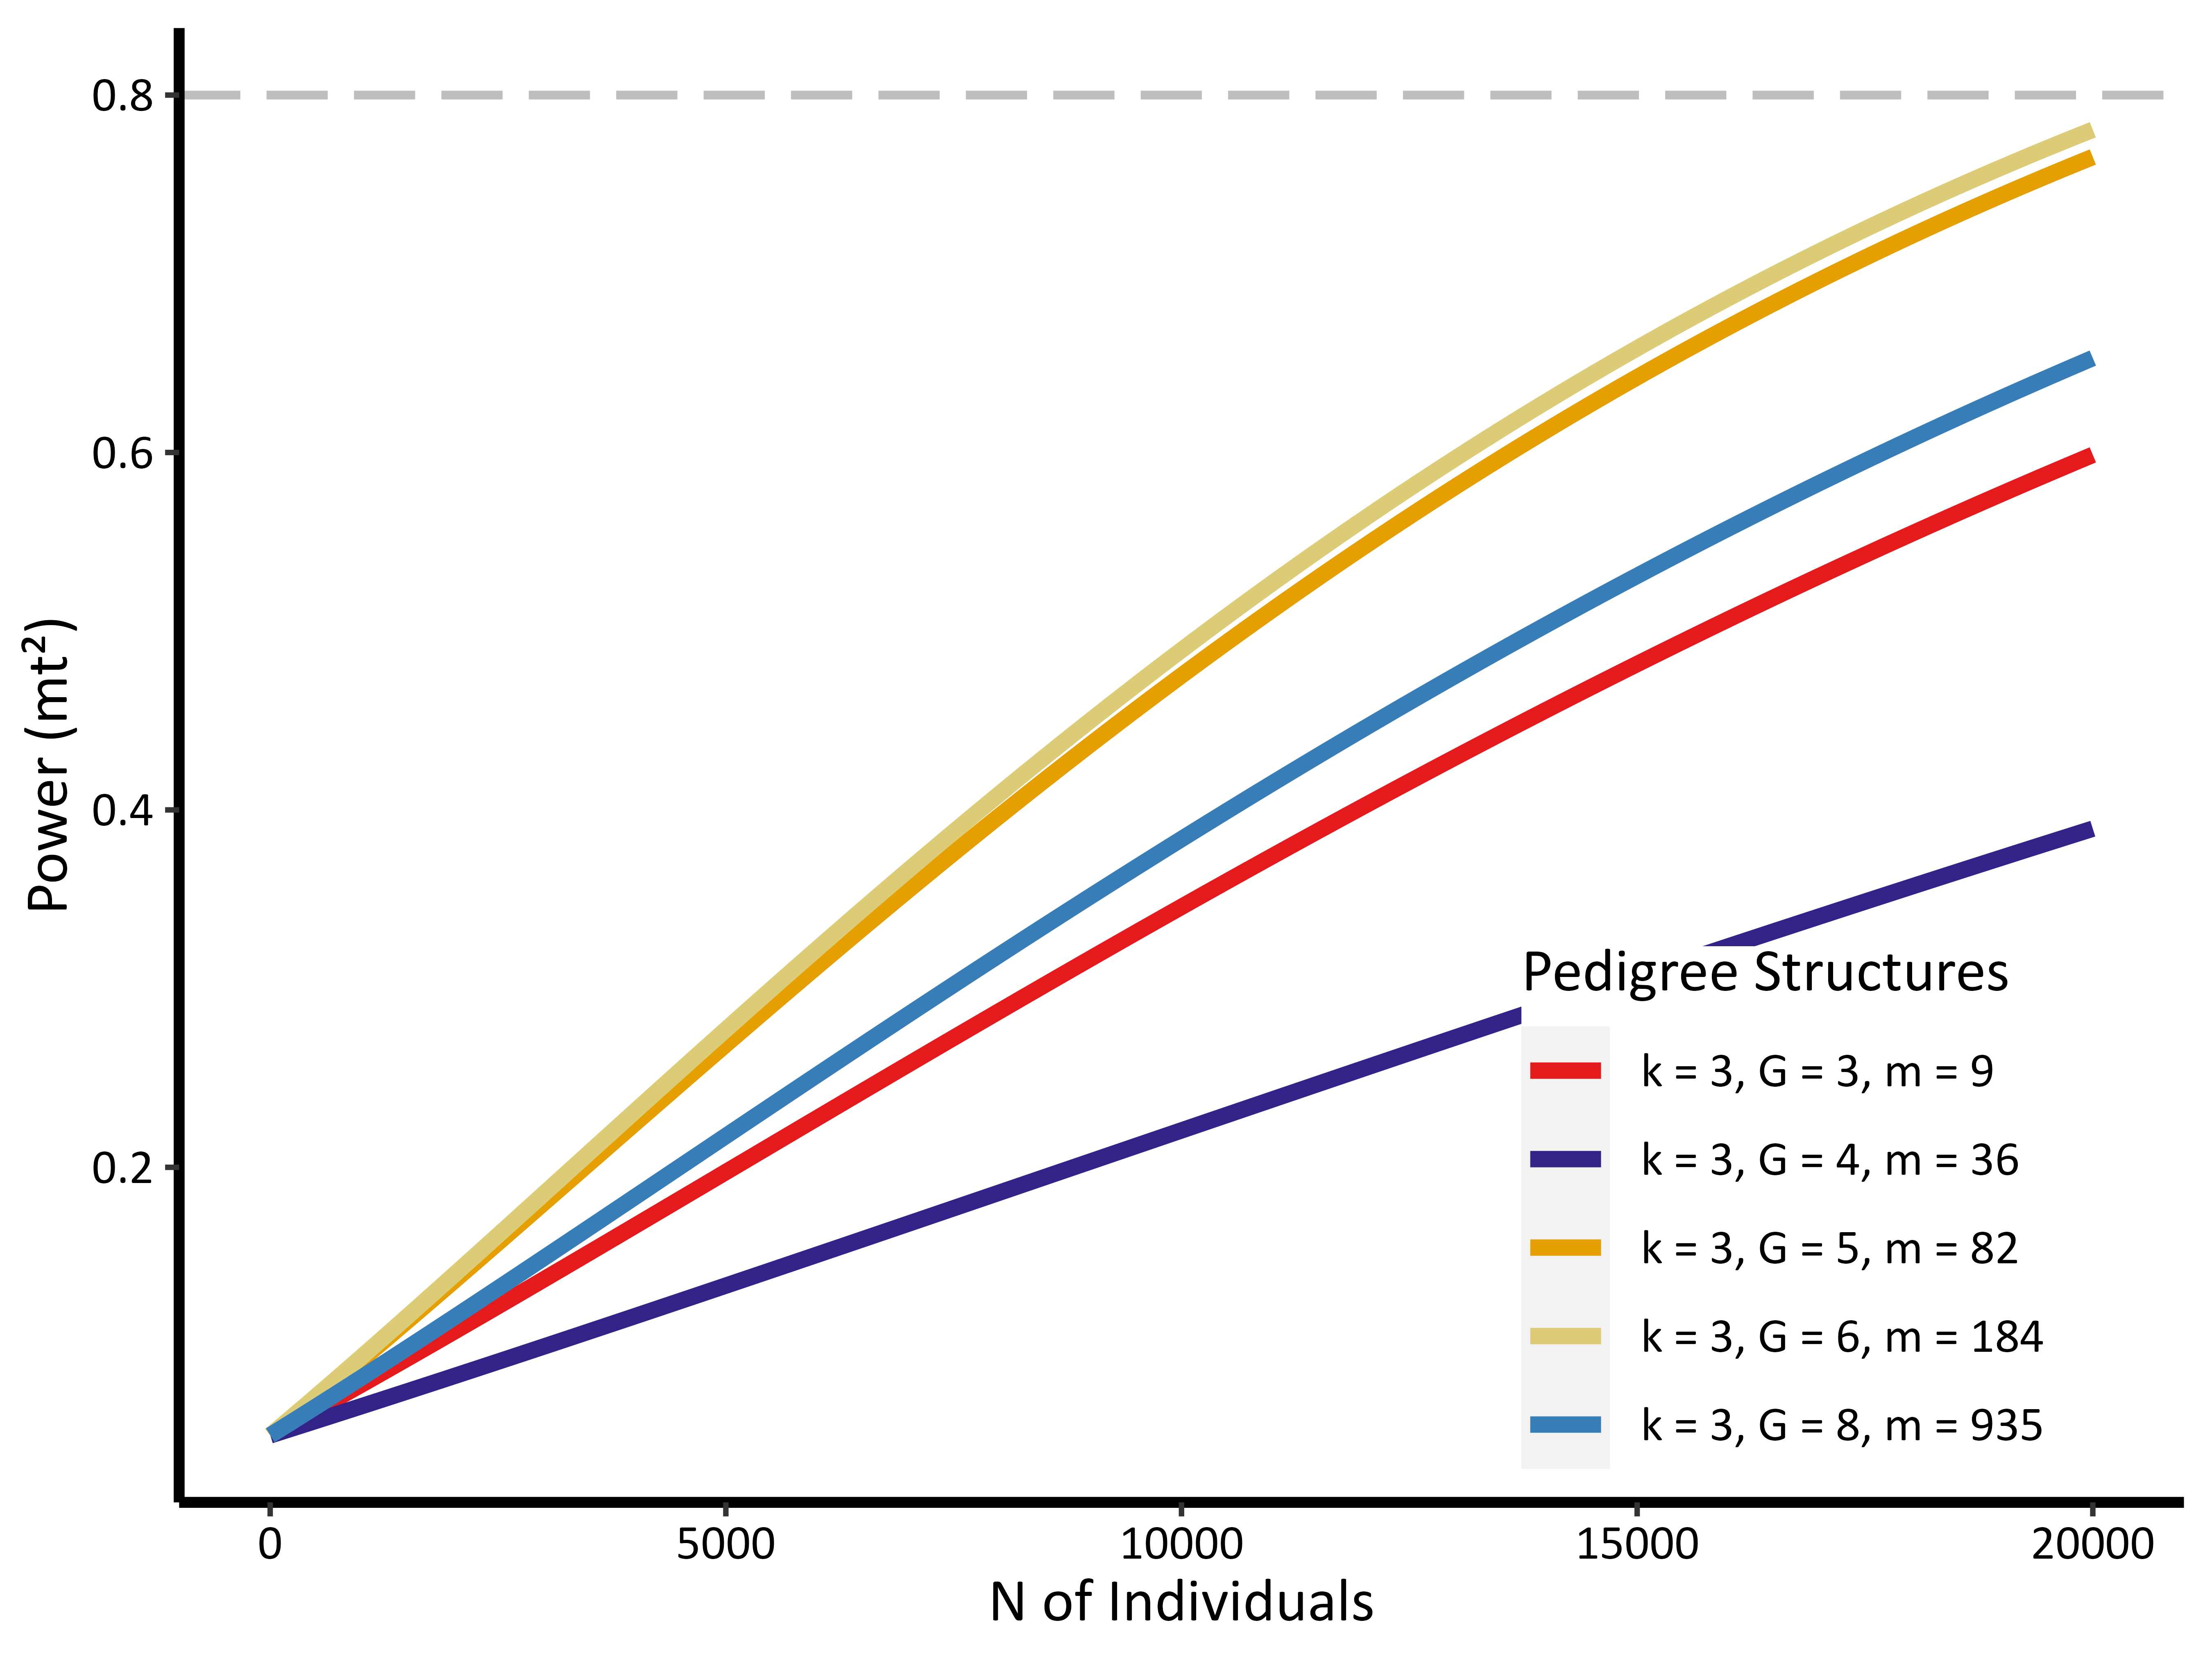 0.8
0.6
0.4
0.2
Power (mt²)
0
5000
10000
15000
20000
N of Individuals
Pedigree Structures
k = 3, G = 3, m = 9
k = 3, G = 4, m = 36
k = 3, G = 5, m = 82
k = 3, G = 6, m = 184
k = 3, G = 8, m = 935